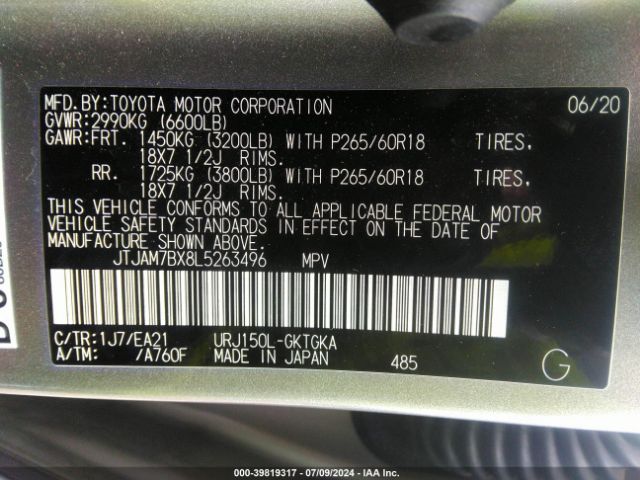 MFD.BY:TOYOTA MOTOR CORPORATION 06/20
GVWR:2990KG (6600LB)
GAWR:FRT. 1450KG (3200LB) WITH P265/60R18 TIRES,
18X7 1/2J RIMS.
RR. 1725KG (3800LB) WITH P265/60R18 TIRES,
18X7 1/2J RIMS.
THIS VEHICLE CONFORMS TO ALL APPLICABLE FEDERAL MOTOR
VEHICLE SAFETY STANDARDS IN EFFECT ON THE DATE OF
MANUFACTURE SHOWN ABOVE.
JTJAM7BX8L5263496 MPV
C/TR:1J7/EA21 URJ150L-GKTGKA
A/TM: /A760F MADE IN JAPAN 485 G
000-39819317 / 07/09/2024 - IAA Inc.